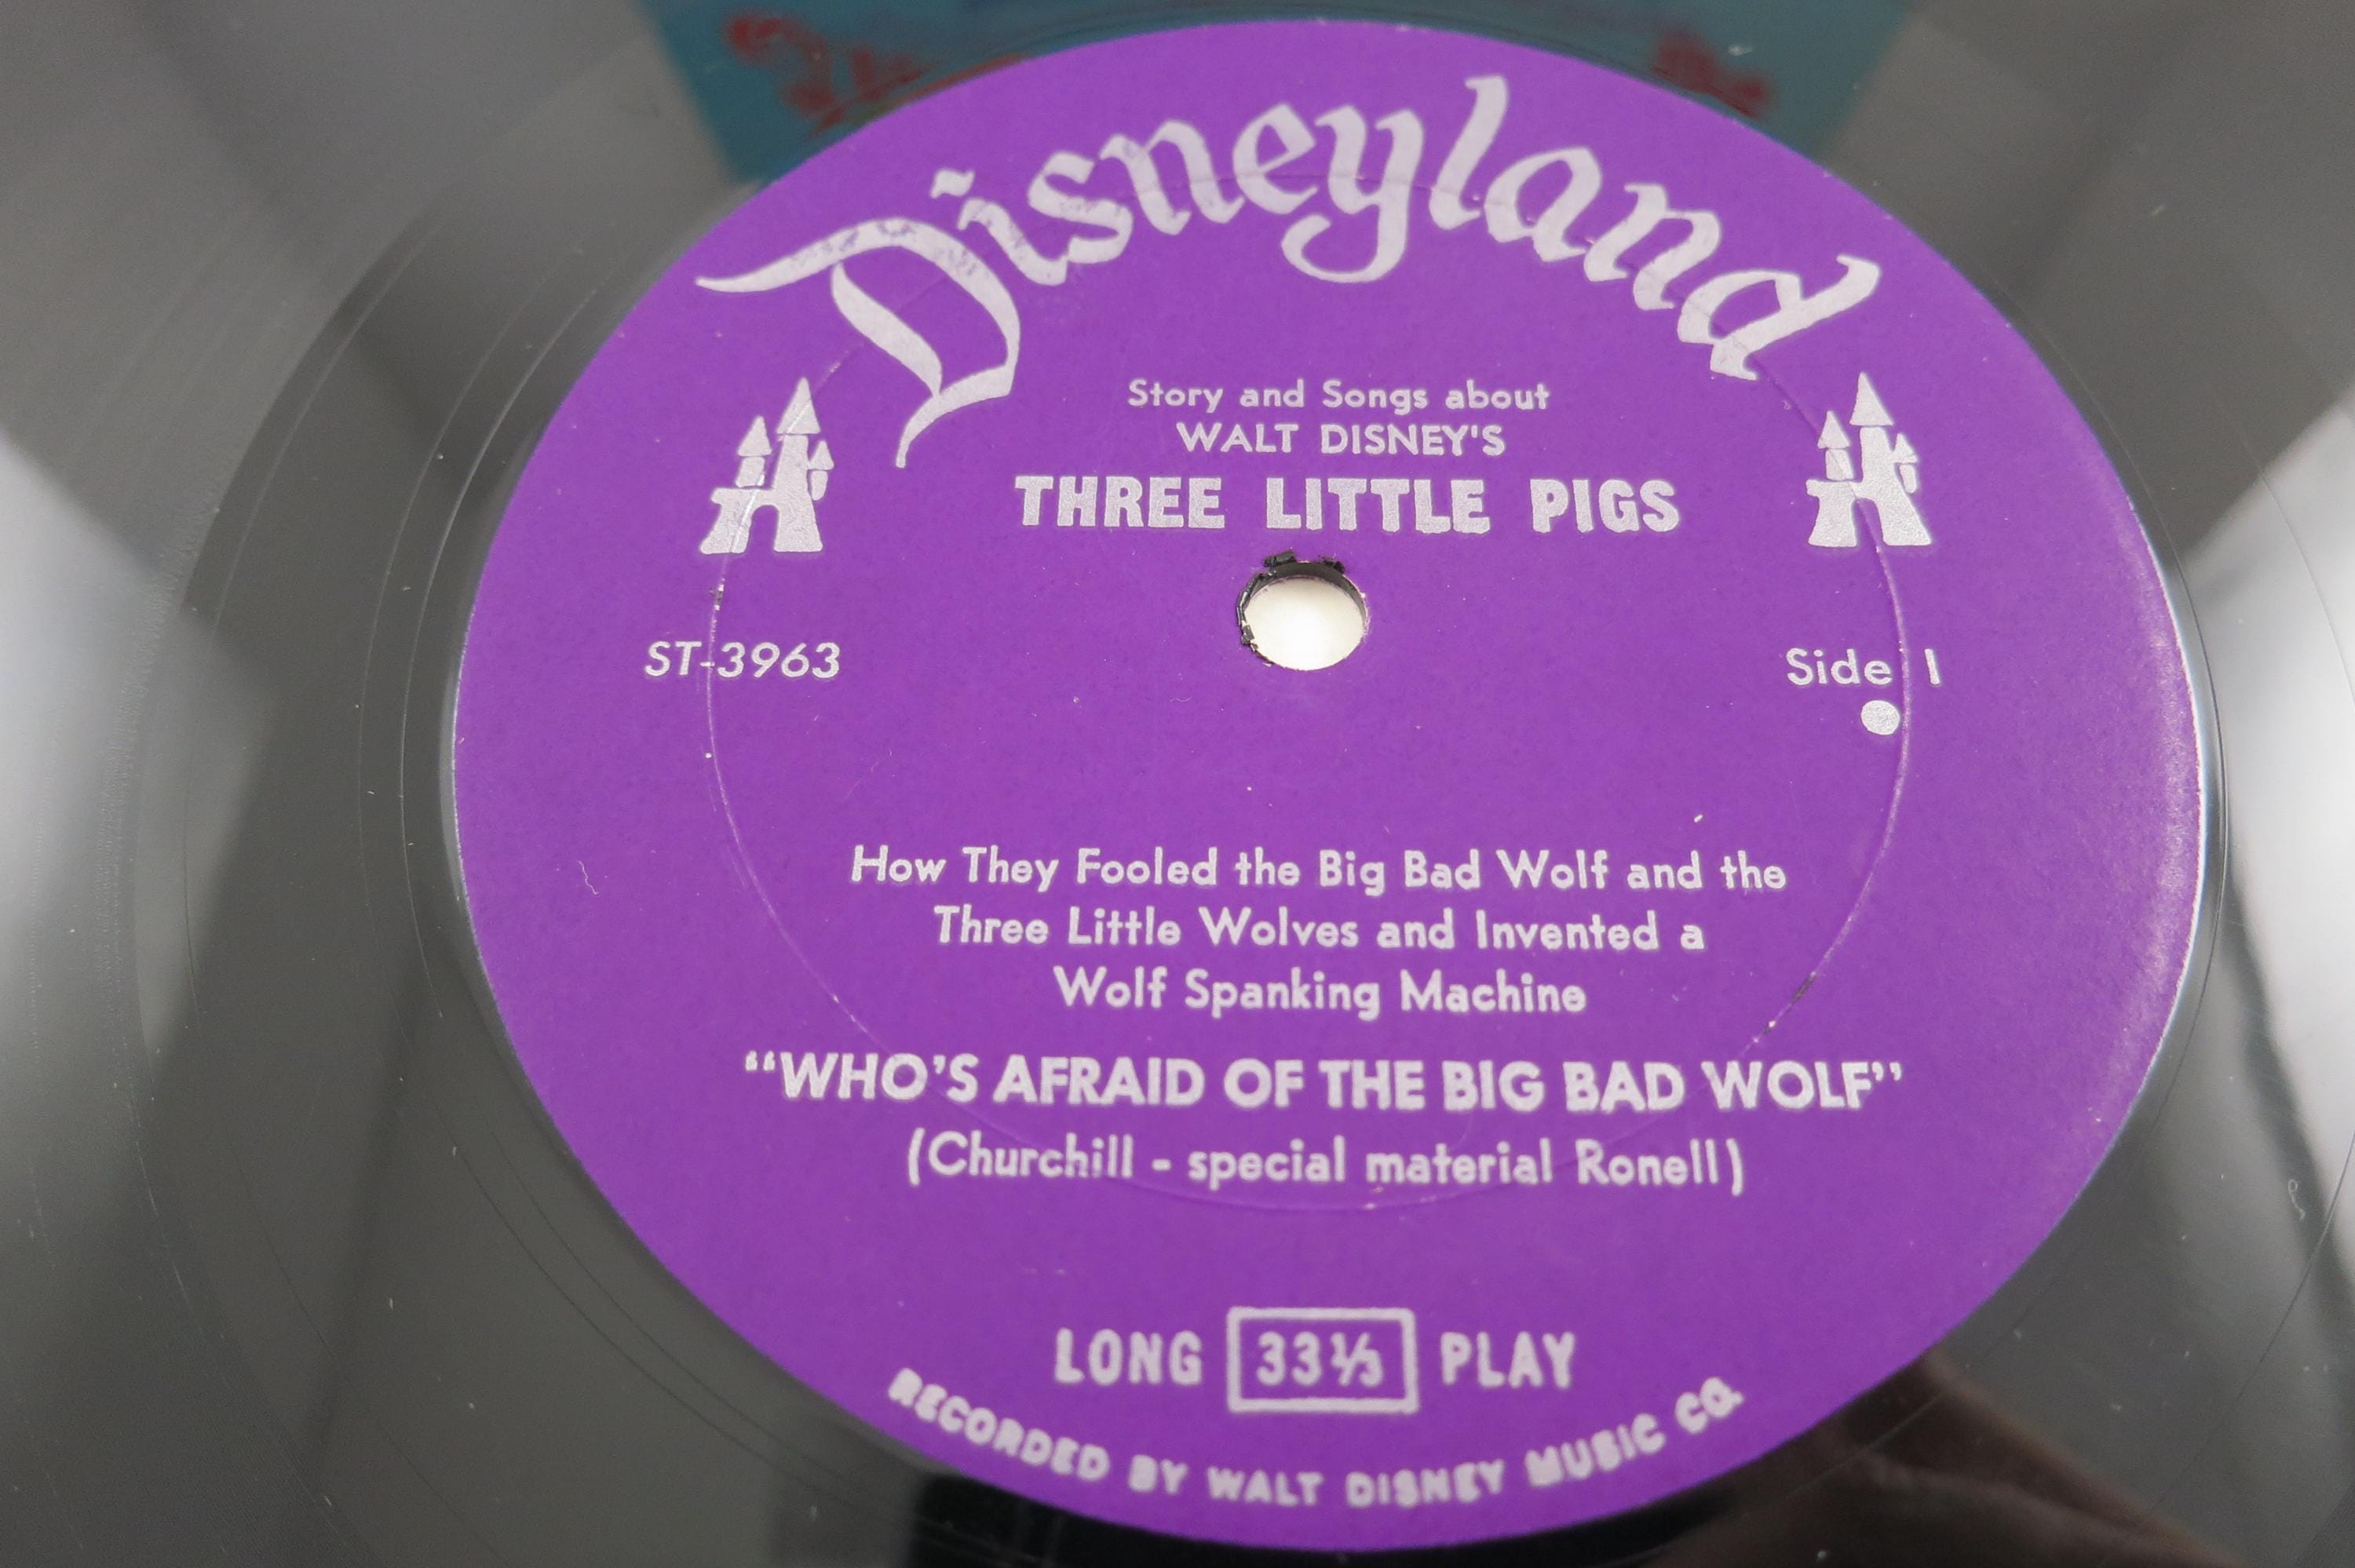 Disneyland
Story and Songs about
WALT DISNEY'S
THREE LITTLE PIGS
ST-3963
Side 1
How They Fooled the Big Bad Wolf and the
Three Little Wolves and Invented a
Wolf Spanking Machine
“WHO’S AFRAID OF THE BIG BAD WOLF”
(Churchill - special material Ronell)
LONG 33⅓ PLAY
RECORDED BY WALT DISNEY MUSIC CO.